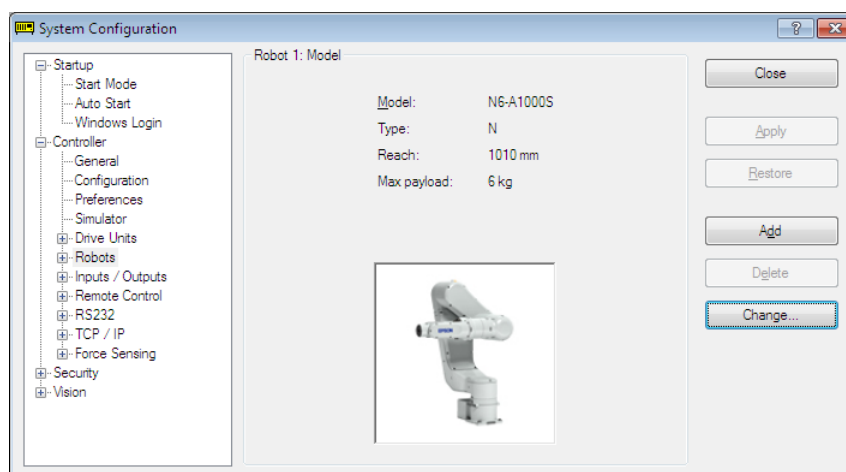 System Configuration
Startup
Start Mode
Auto Start
Windows Login
Controller
General
Configuration
Preferences
Simulator
Drive Units
Robots
Inputs / Outputs
Remote Control
RS232
TCP / IP
Force Sensing
Security
Vision
Robot 1: Model
Model: N6-A1000S
Type: N
Reach: 1010 mm
Max payload: 6 kg
EPSON
Close
Apply
Restore
Add
Delete
Change...